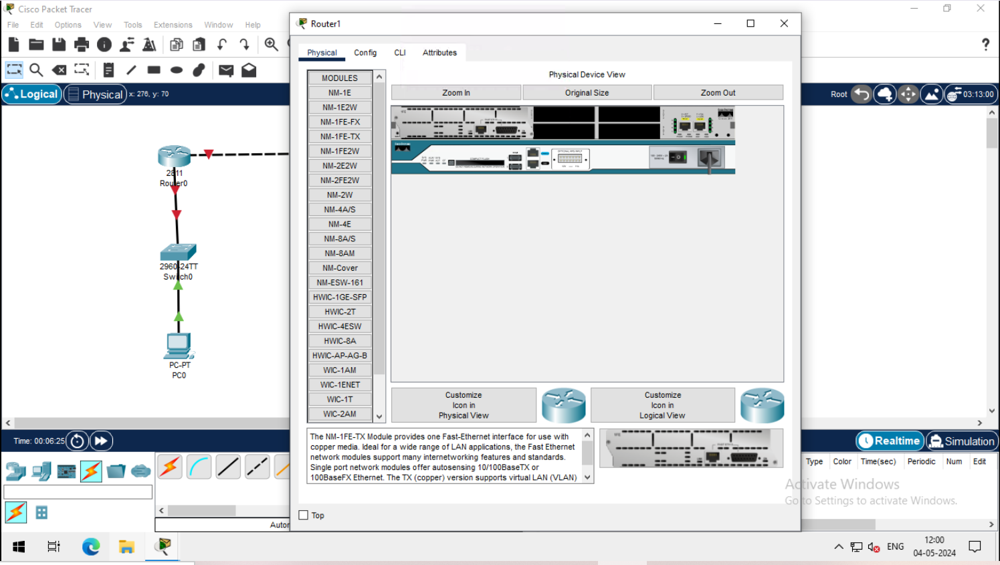 Cisco Packet Tracer
File Edit Options View Tools Extensions Window Help
Logical
Physical
x: 276, y: 70
Root
03:13:00
2811
Router0
2960-24TT
Switch0
PC-PT
PC0
Router1
Physical Config CLI Attributes
MODULES
NM-1E
NM-1E2W
NM-1FE-FX
NM-1FE-TX
NM-1FE2W
NM-2E2W
NM-2FE2W
NM-2W
NM-4A/S
NM-4E
NM-8A/S
NM-8AM
NM-Cover
NM-ESW-161
HWIC-1GE-SFP
HWIC-2T
HWIC-4ESW
HWIC-8A
HWIC-AP-AG-B
WIC-1AM
WIC-1ENET
WIC-1T
WIC-2AM
Physical Device View
Zoom In Original Size Zoom Out
Customize
Icon in
Physical View
Customize
Icon in
Logical View
The NM-1FE-TX Module provides one Fast-Ethernet interface for use with
copper media. Ideal for a wide range of LAN applications, the Fast Ethernet
network modules support many internetworking features and standards.
Single port network modules offer autosensing 10/100BaseTX or
100BaseFX Ethernet. The TX (copper) version supports virtual LAN (VLAN)
Top
Time: 00:06:25
Realtime
Simulation
Type Color Time(sec) Periodic Num Edit
Activate Windows
Go to Settings to activate Windows.
Autor
ENG
12:00
04-05-2024